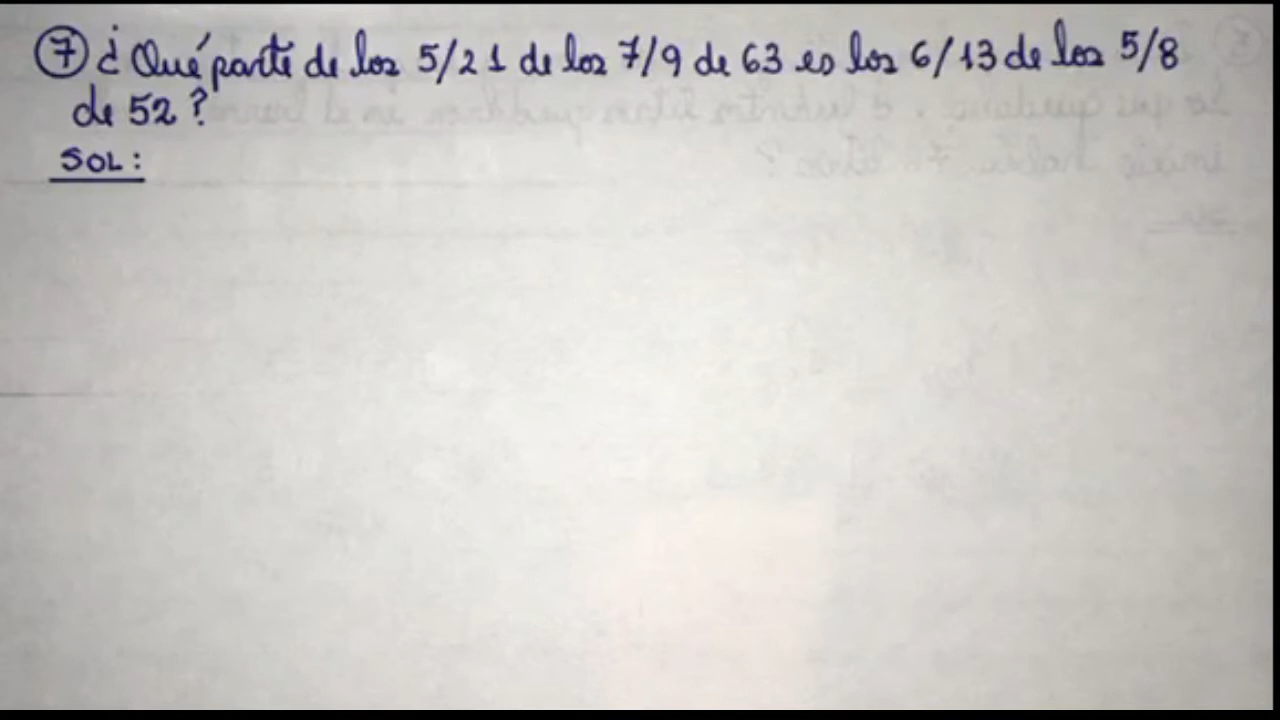 7 ¿Qué parte de los 5/21 de los 7/9 de 63 es los 6/13 de los 5/8
de 52?
SOL: